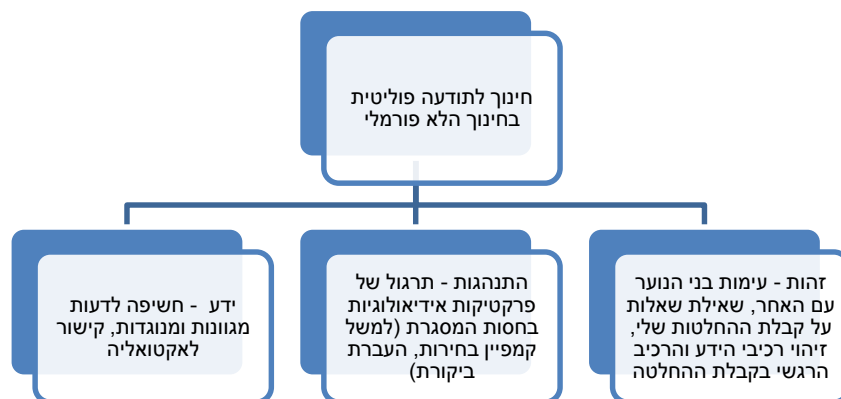 חינוך לתודעה פוליטית
בחינוך הלא פורמלי
זהות - עימות בני הנוער
עם האחר, שאילת שאלות
על קבלת ההחלטות שלי,
זיהוי רכיבי הידע והרכיב
הרגשי בקבלת ההחלטה
התנהגות - תרגול של
פרקטיקות אידיאולוגיות
בחסות המסגרת (למשל
קמפיין בחירות, העברת
ביקורת)
ידע - חשיפה לדעות
מגוונות ומנוגדות, קישור
לאקטואליה